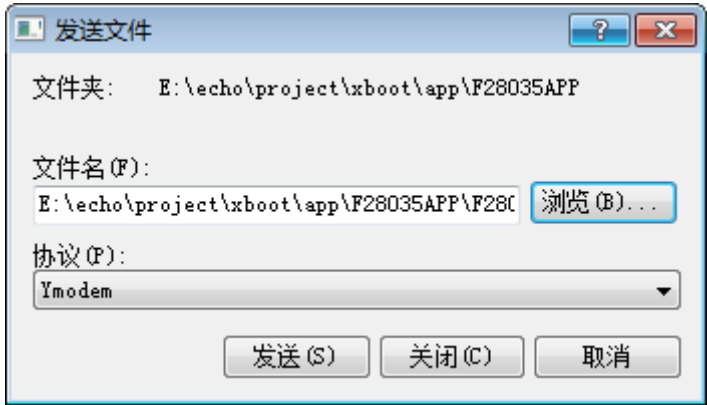 发送文件
文件夹: E:\echo\project\xboot\app\F28035APP
文件名(F):
E:\echo\project\xboot\app\F28035APP\F280 浏览(B)...
协议(P):
Ymodem
发送(S) 关闭(C) 取消